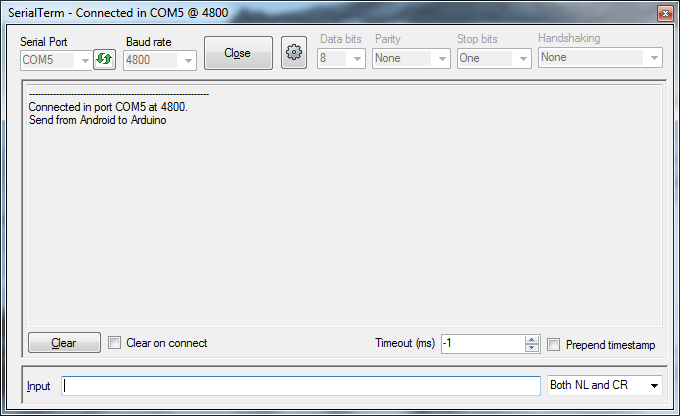 SerialTerm - Connected in COM5 @ 4800
x
Serial Port Baud rate Data bits Parity Stop bits Handshaking
COM5 4800 Close 8 None One None
------------------------------------------------------------
Connected in port COM5 at 4800.
Send from Android to Arduino
Clear Clear on connect Timeout (ms) -1 Prepend timestamp
Input Both NL and CR